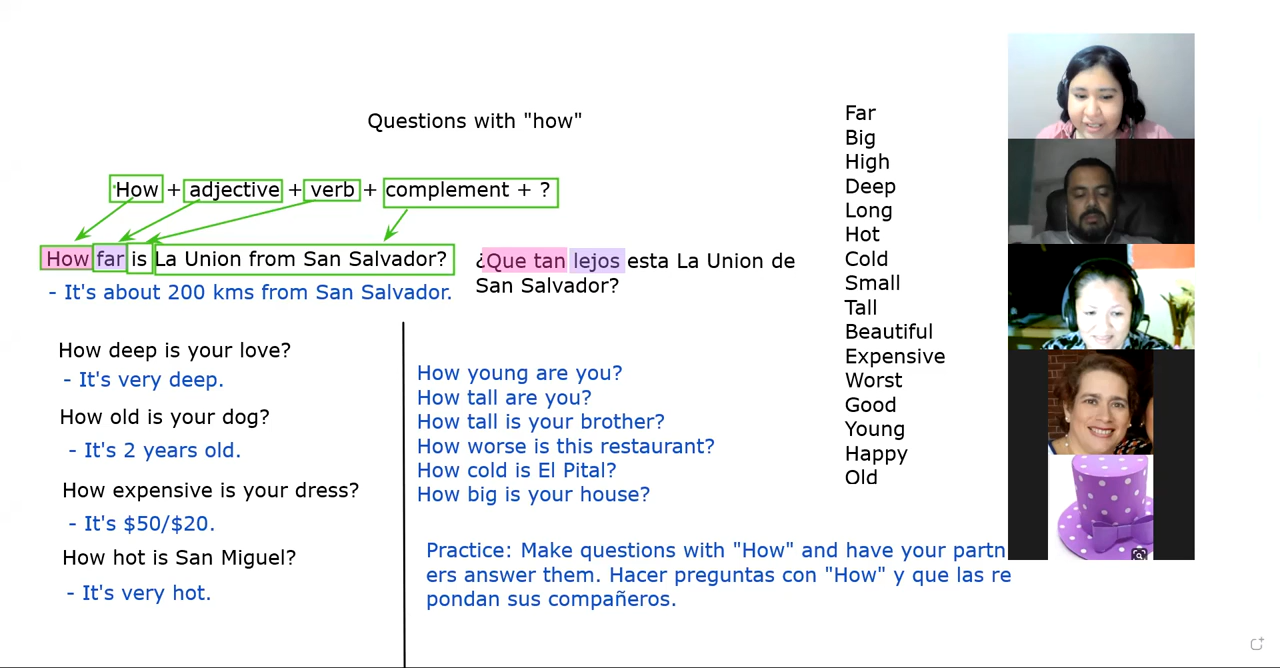 Questions with "how"
How + adjective + verb + complement + ?
How far is La Union from San Salvador?
- It's about 200 kms from San Salvador.
¿Que tan lejos esta La Union de
San Salvador?
How deep is your love?
- It's very deep.
How old is your dog?
- It's 2 years old.
How expensive is your dress?
- It's $50/$20.
How hot is San Miguel?
- It's very hot.
How young are you?
How tall are you?
How tall is your brother?
How worse is this restaurant?
How cold is El Pital?
How big is your house?
Practice: Make questions with "How" and have your partn
ers answer them. Hacer preguntas con "How" y que las re
pondan sus compañeros.
Far
Big
High
Deep
Long
Hot
Cold
Small
Tall
Beautiful
Expensive
Worst
Good
Young
Happy
Old